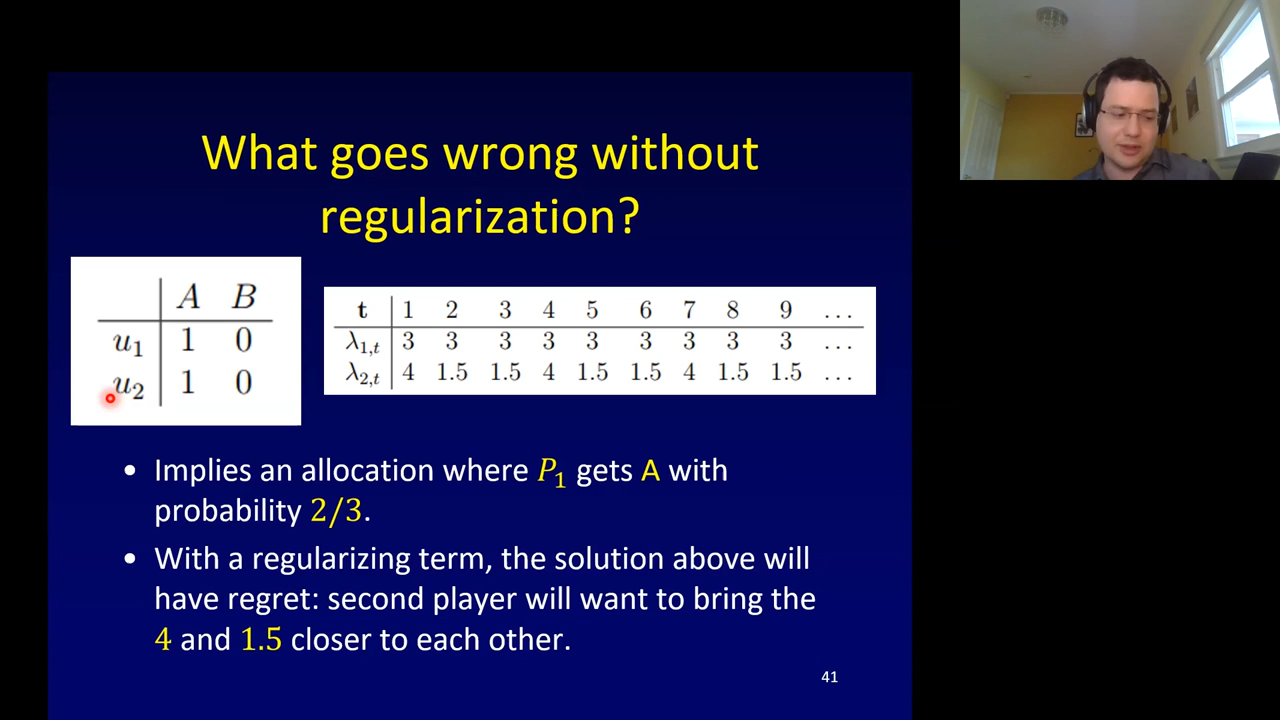 What goes wrong without
regularization?
A B
u₁ 1 0
u₂ 1 0
t 1 2 3 4 5 6 7 8 9 ...
λ₁,t 3 3 3 3 3 3 3 3 3 ...
λ₂,t 4 1.5 1.5 4 1.5 1.5 4 1.5 1.5 ...
• Implies an allocation where P₁ gets A with
probability 2/3.
• With a regularizing term, the solution above will
have regret: second player will want to bring the
4 and 1.5 closer to each other.
41